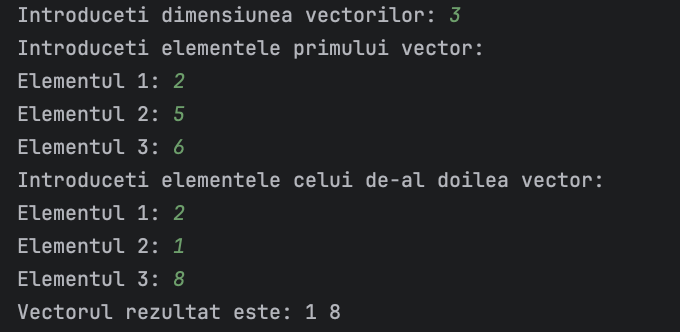 Introduceti dimensiunea vectorilor: 3
Introduceti elementele primului vector:
Elementul 1: 2
Elementul 2: 5
Elementul 3: 6
Introduceti elementele celui de-al doilea vector:
Elementul 1: 2
Elementul 2: 1
Elementul 3: 8
Vectorul rezultat este: 1 8